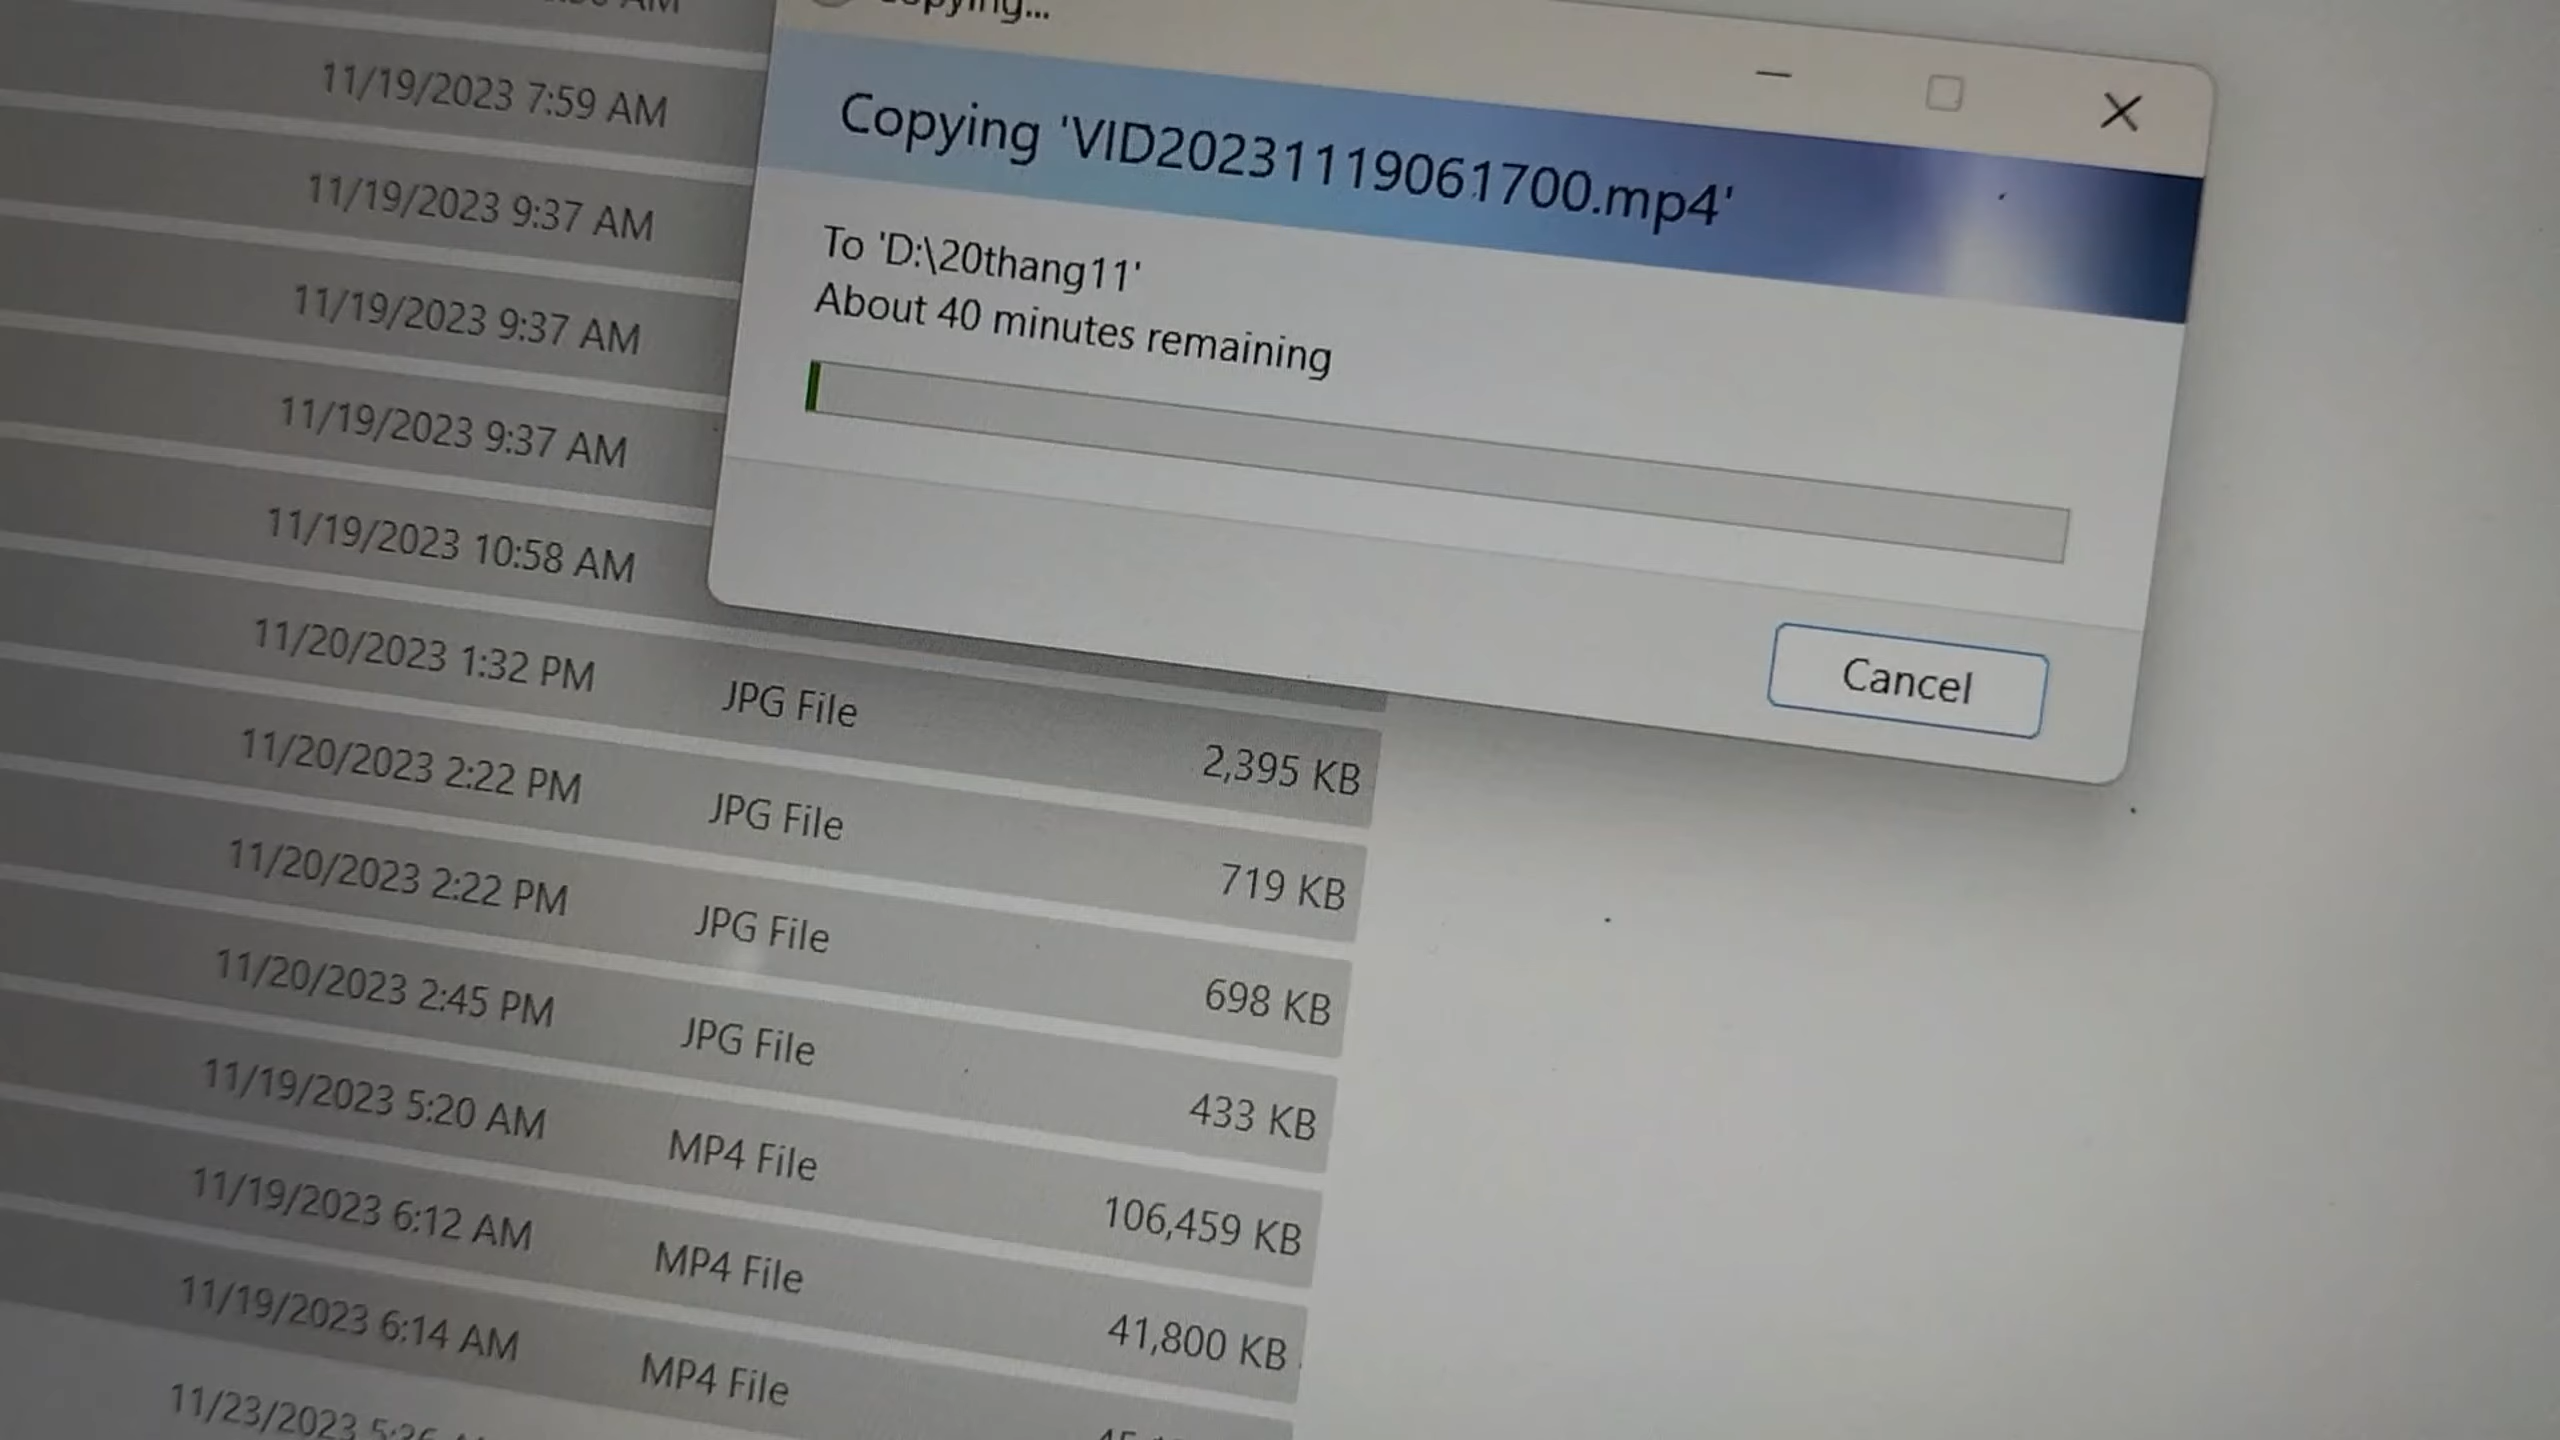 Copying...
Copying 'VID20231119061700.mp4'
To 'D:\20thang11'
About 40 minutes remaining
Cancel
11/19/2023 7:59 AM
11/19/2023 9:37 AM
11/19/2023 9:37 AM
11/19/2023 9:37 AM
11/19/2023 10:58 AM
11/20/2023 1:32 PM JPG File 2,395 KB
11/20/2023 2:22 PM JPG File 719 KB
11/20/2023 2:22 PM JPG File 698 KB
11/20/2023 2:45 PM JPG File 433 KB
11/19/2023 5:20 AM MP4 File 106,459 KB
11/19/2023 6:12 AM MP4 File 41,800 KB
11/19/2023 6:14 AM MP4 File
11/23/2023